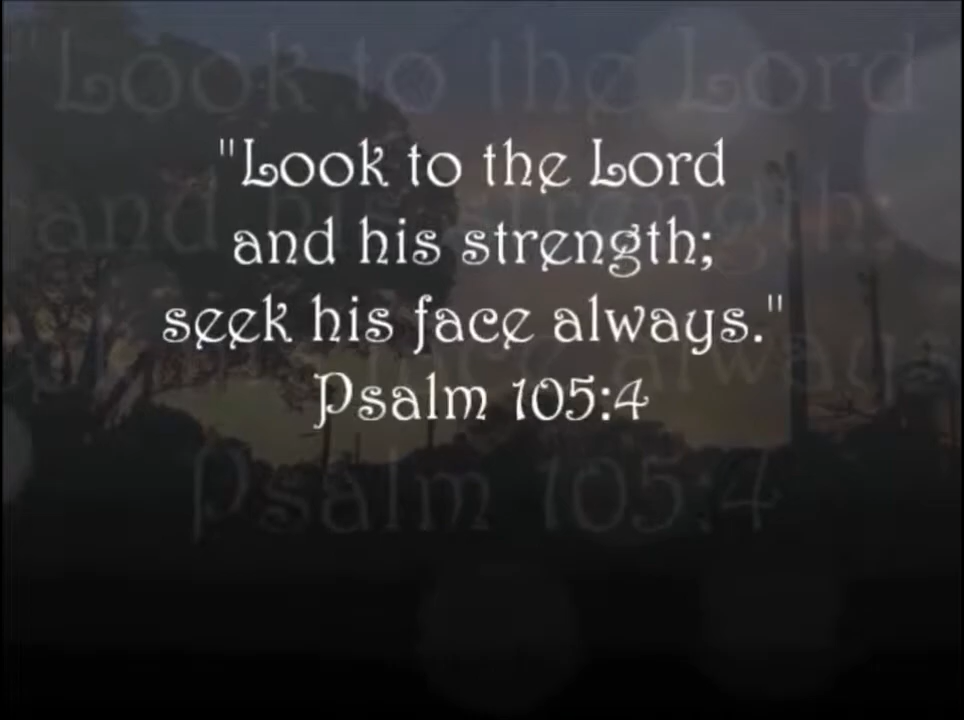 "Look to the Lord
and his strength;
seek his face always."
Psalm 105:4